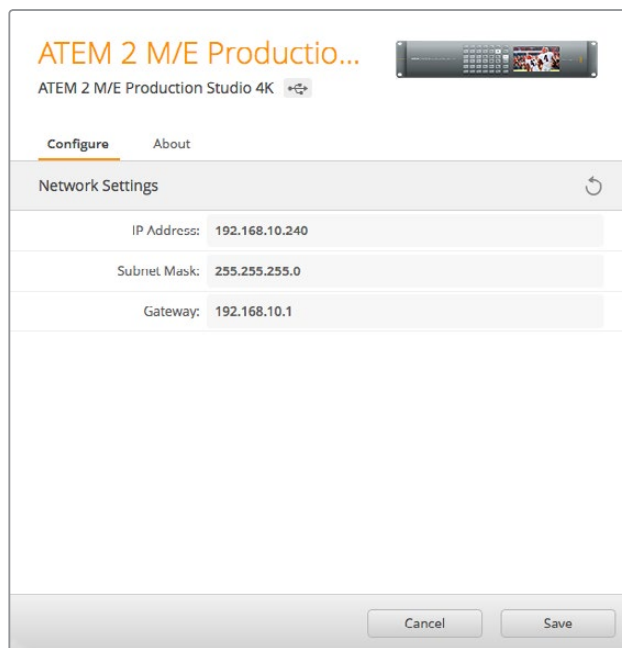 ATEM 2 M/E Productio...
ATEM 2 M/E Production Studio 4K
Configure About
Network Settings
IP Address: 192.168.10.240
Subnet Mask: 255.255.255.0
Gateway: 192.168.10.1
Cancel Save